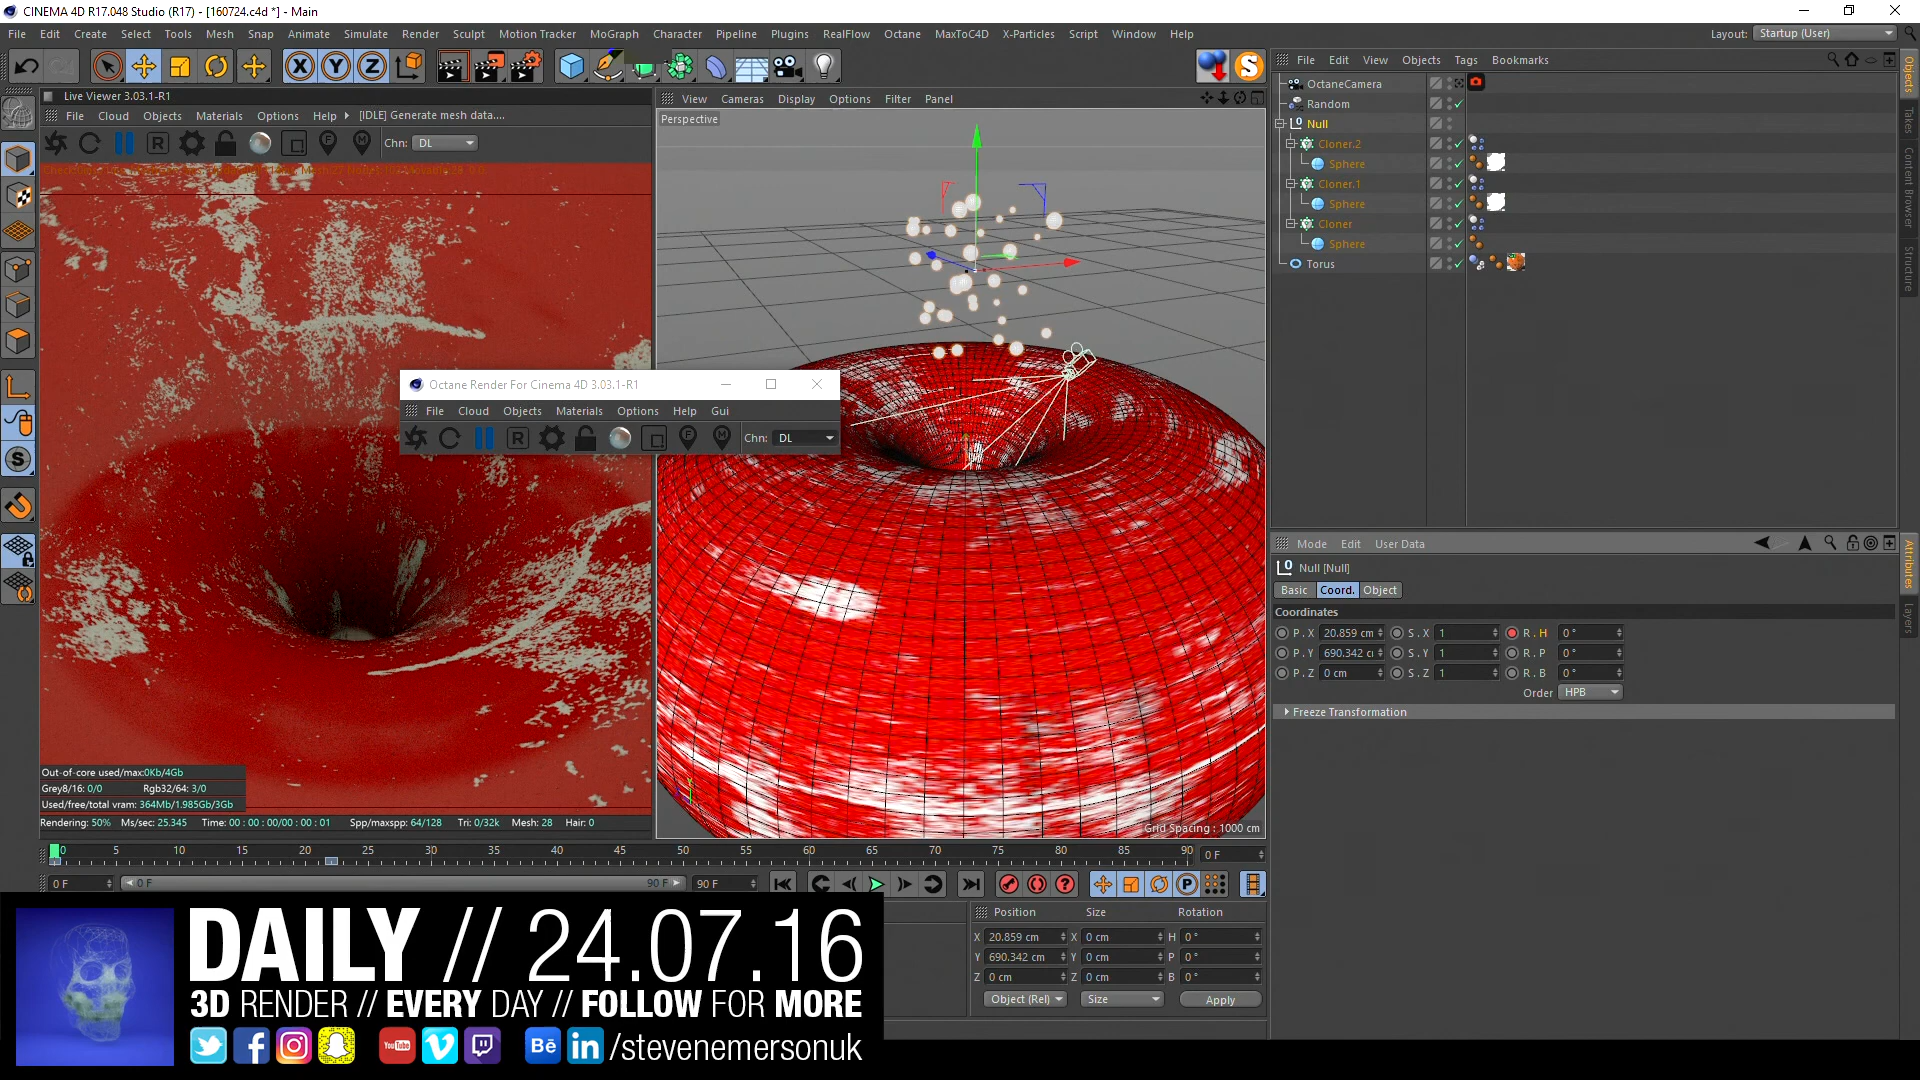 CINEMA 4D R17.048 Studio (R17) - [160724.c4d *] - Main
File Edit Create Select Tools Mesh Snap Animate Simulate Render Sculpt Motion Tracker MoGraph Character Pipeline Plugins RealFlow Octane MaxToC4D X-Particles Script Window Help
Layout: Startup (User)
Live Viewer 3.03.1-R1
File Cloud Objects Materials Options Help [IDLE] Generate mesh data....
Chn: DL
View Cameras Display Options Filter Panel
Perspective
Octane Render For Cinema 4D 3.03.1-R1
File Cloud Objects Materials Options Help Gui
Chn: DL
Grid Spacing : 1000 cm
Out-of-core used/max:0Kb/4Gb
Grey8/16: 0/0 Rgb32/64: 3/0
Used/free/total vram: 364Mb/1.985Gb/3Gb
Rendering: 50% Ms/sec: 25.345 Time: 00 : 00 : 00/00 : 00 : 01 Spp/maxspp: 64/128 Tri: 0/32k Mesh: 28 Hair: 0
File Edit View Objects Tags Bookmarks
OctaneCamera
Random
Null
Cloner.2
Sphere
Cloner.1
Sphere
Cloner
Sphere
Torus
Objects
Takes
Content Browser
Structure
Mode Edit User Data
Null [Null]
Basic Coord. Object
Coordinates
P . X 20.859 cm S . X 1 R . H 0 °
P . Y 690.342 c S . Y 1 R . P 0 °
P . Z 0 cm S . Z 1 R . B 0 °
Order HPB
Freeze Transformation
Attributes
Layers
0 5 10 15 20 25 30 35 40 45 50 55 60 65 70 75 80 85 90 0 F
0 F 0 F 90 F 90 F
Position Size Rotation
X 20.859 cm X 0 cm H 0 °
Y 690.342 cm Y 0 cm P 0 °
Z 0 cm Z 0 cm B 0 °
Object (Rel) Size Apply
DAILY // 24.07.16
3D RENDER // EVERY DAY // FOLLOW FOR MORE
/stevenemersonuk